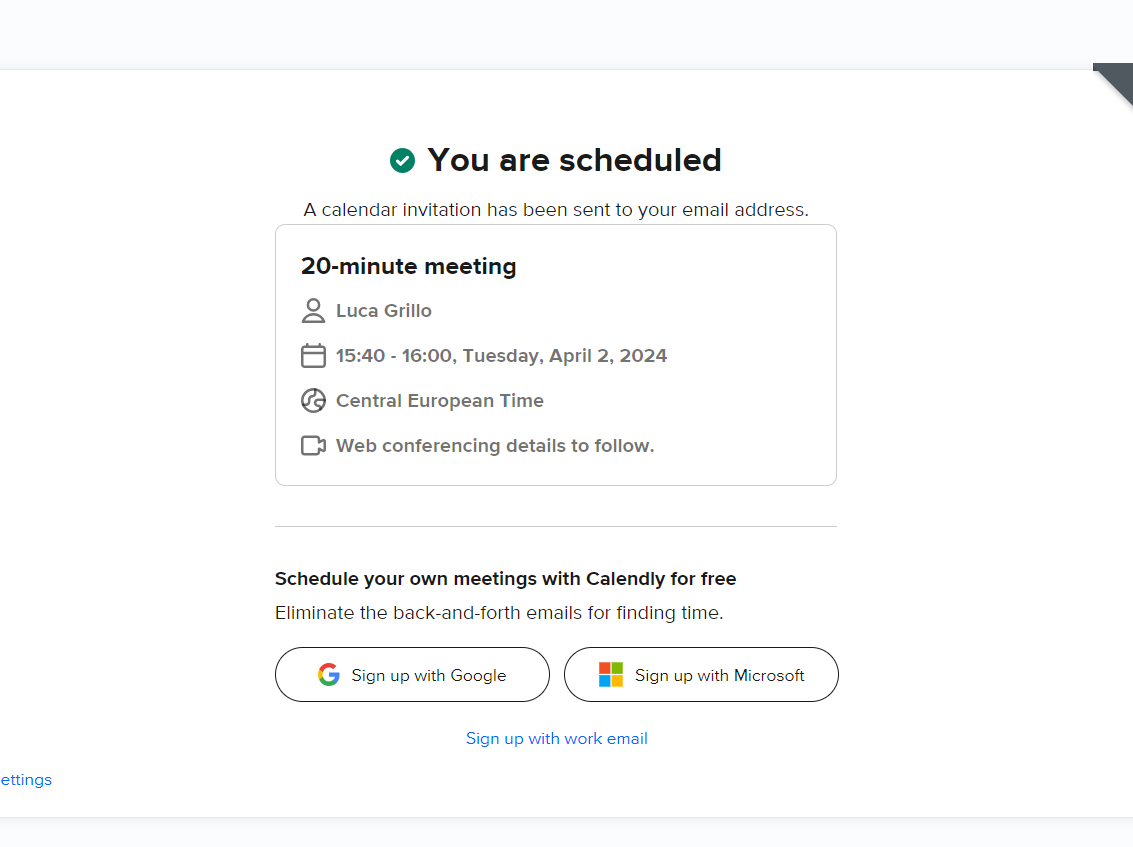 You are scheduled
A calendar invitation has been sent to your email address.
20-minute meeting
Luca Grillo
15:40 - 16:00, Tuesday, April 2, 2024
Central European Time
Web conferencing details to follow.
Schedule your own meetings with Calendly for free
Eliminate the back-and-forth emails for finding time.
Sign up with Google
Sign up with Microsoft
Sign up with work email
ettings